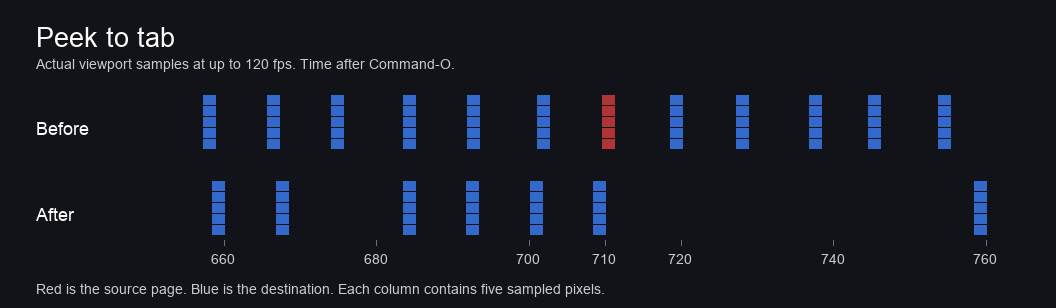 Peek to tab
Actual viewport samples at up to 120 fps. Time after Command-O.
Before
After
660 680 700 710 720 740 760
Red is the source page. Blue is the destination. Each column contains five sampled pixels.